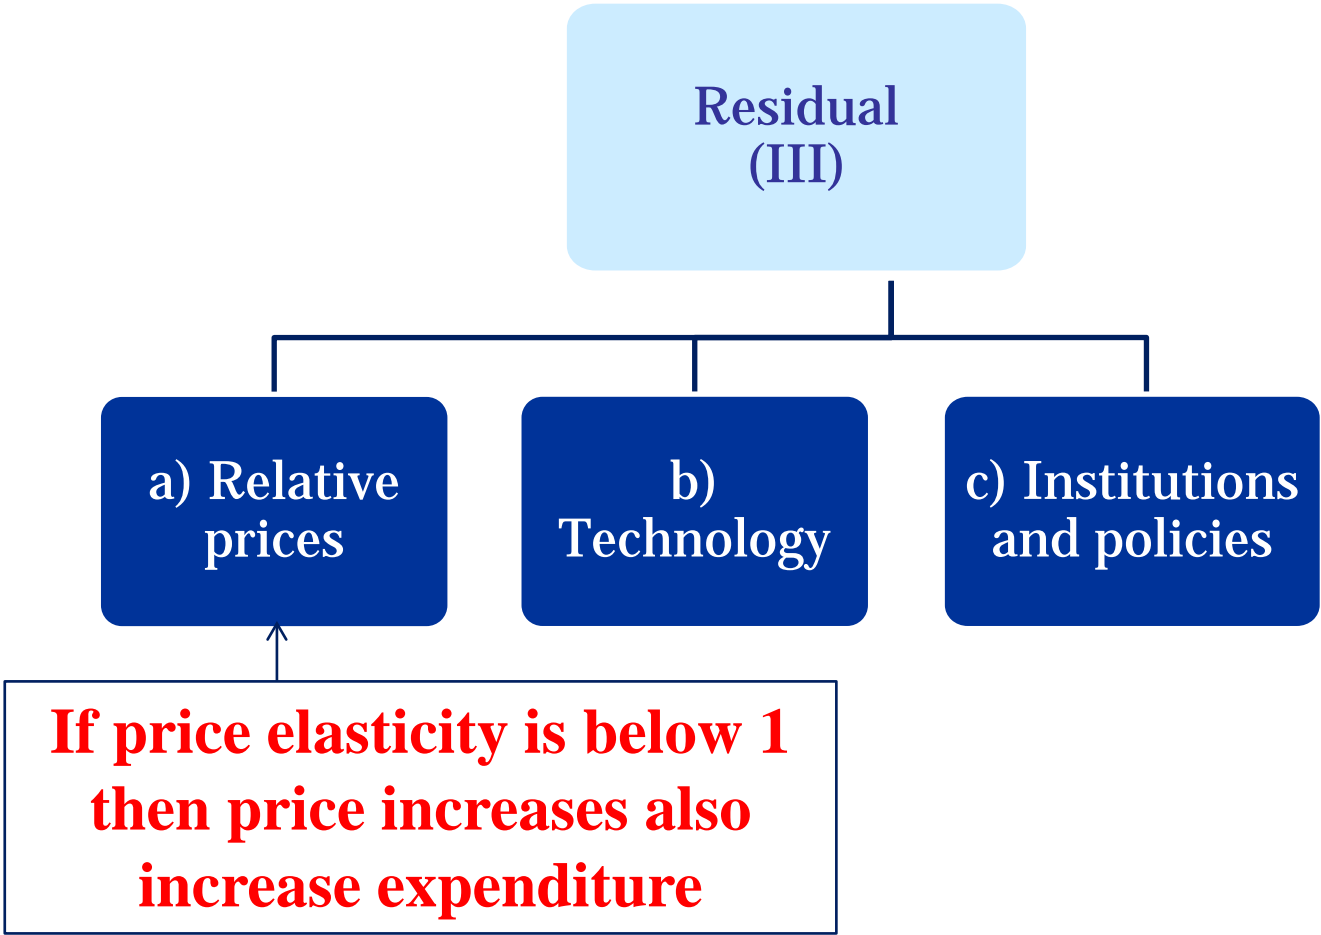 Residual
(III)
a) Relative
prices
b)
Technology
c) Institutions
and policies
If price elasticity is below 1
then price increases also
increase expenditure